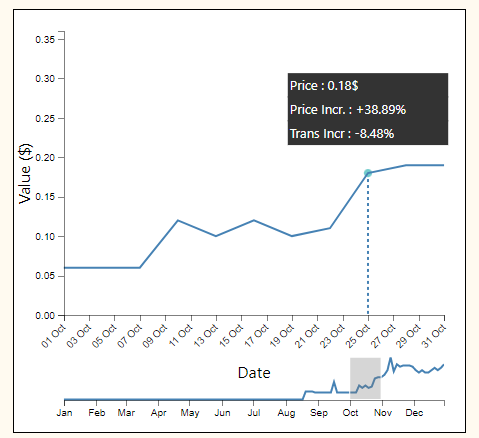 0.35
0.30
0.25
0.20
0.15
0.10
0.05
0.00
Value ($)
Price : 0.18$
Price Incr. : +38.89%
Trans Incr : -8.48%
01 Oct 03 Oct 05 Oct 07 Oct 09 Oct 11 Oct 13 Oct 15 Oct 17 Oct 19 Oct 21 Oct 23 Oct 25 Oct 27 Oct 29 Oct 31 Oct
Date
Jan Feb Mar Apr May Jun Jul Aug Sep Oct Nov Dec